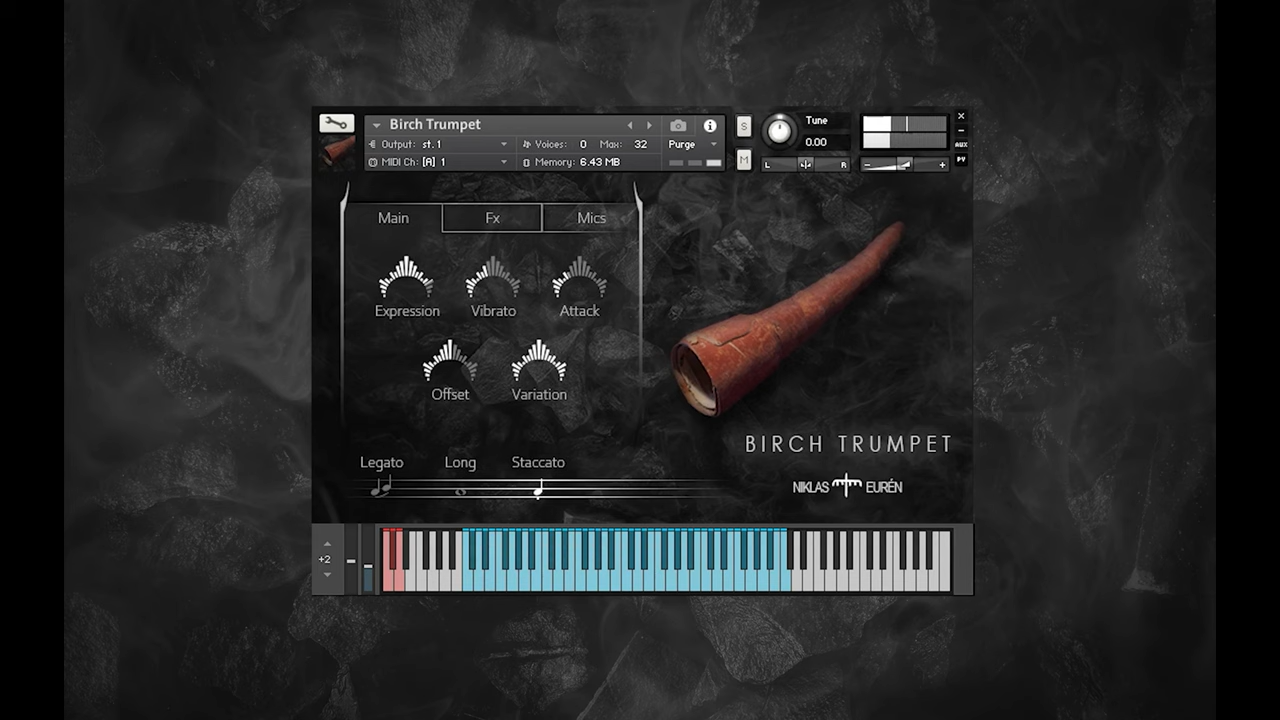 Birch Trumpet
S
Tune
Output: st. 1
Voices: 0 Max: 32
Purge
0.00
AUX
MIDI Ch: [A] 1
Memory: 6.43 MB
M
L
R
- +
PV
Main
Fx
Mics
Expression
Vibrato
Attack
Offset
Variation
BIRCH TRUMPET
Legato
Long
Staccato
NIKLAS EURÉN
+2